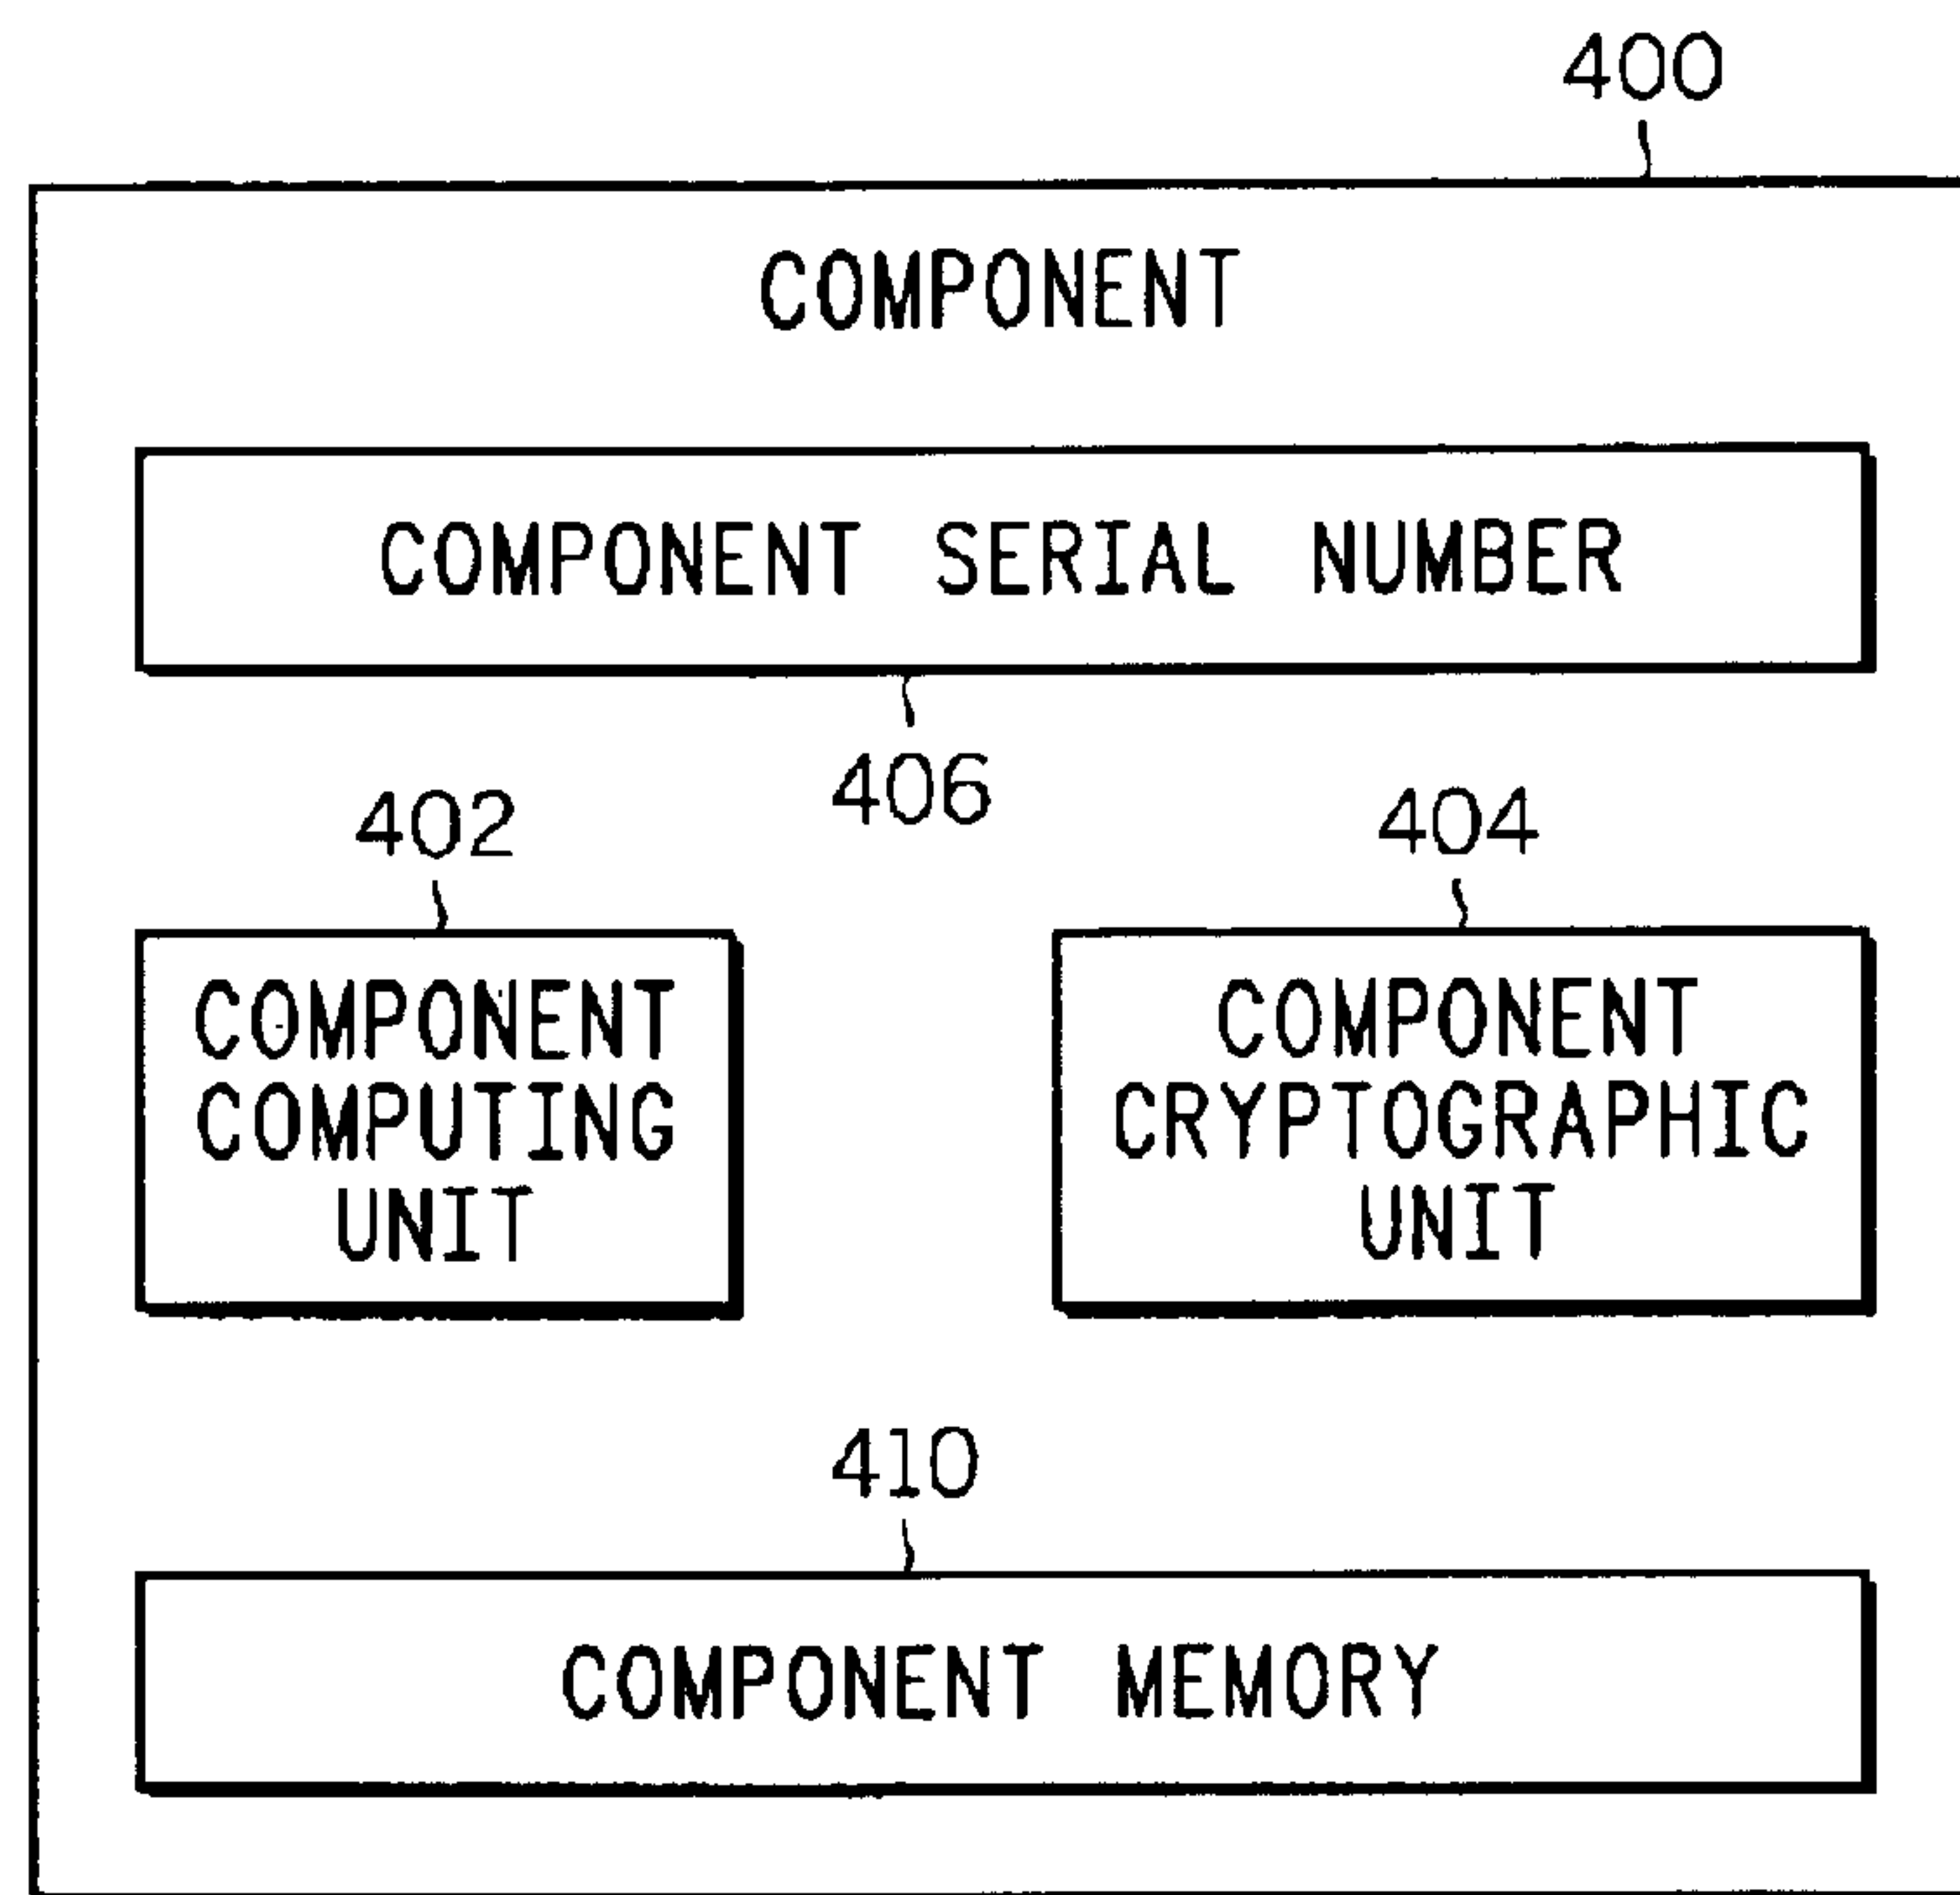 400
COMPONENT
COMPONENT SERIAL NUMBER
406
402
404
COMPONENT
COMPUTING
UNIT
COMPONENT
CRYPTOGRAPHIC
UNIT
410
COMPONENT MEMORY